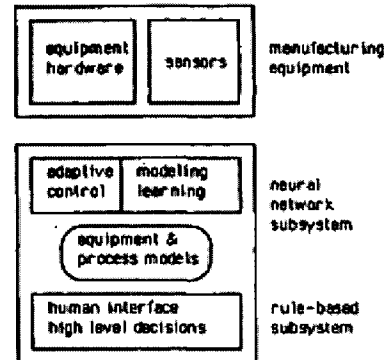 equipment
hardware
sensors
manufacturing
equipment
adaptive
control
modeling
learning
neural
network
subsystem
equipment &
process models
human interface
high level decisions
rule-based
subsystem